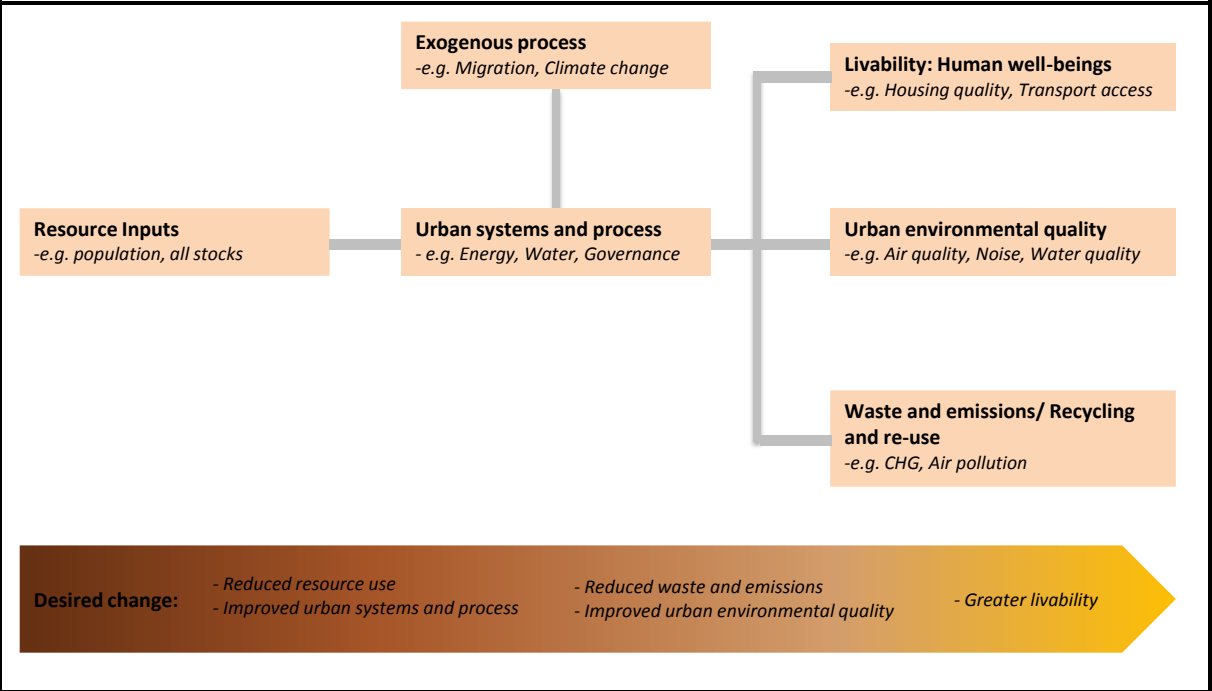 Exogenous process
-e.g. Migration, Climate change
Livability: Human well-beings
-e.g. Housing quality, Transport access
Resource Inputs
-e.g. population, all stocks
Urban systems and process
- e.g. Energy, Water, Governance
Urban environmental quality
-e.g. Air quality, Noise, Water quality
Waste and emissions/ Recycling
and re-use
-e.g. CHG, Air pollution
Desired change:
- Reduced resource use
- Improved urban systems and process
- Reduced waste and emissions
- Improved urban environmental quality
- Greater livability